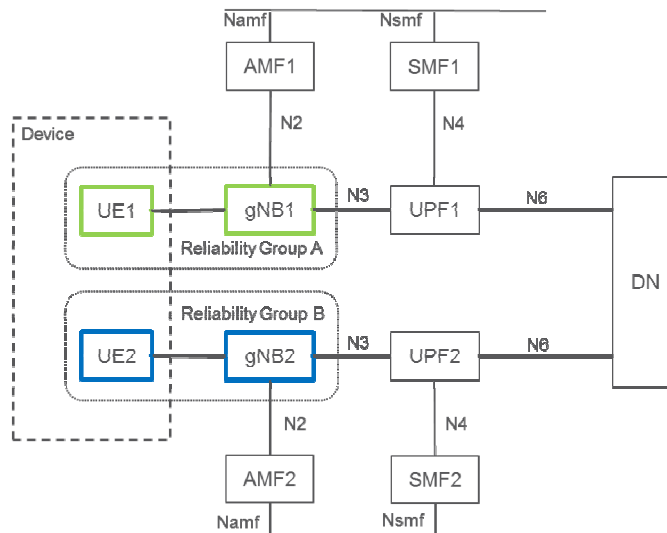 Namf
Nsmf
AMF1
SMF1
N2
N4
Device
UE1
gNB1
N3
UPF1
N6
Reliability Group A
DN
Reliability Group B
UE2
gNB2
N3
UPF2
N6
N2
N4
AMF2
SMF2
Namf
Nsmf